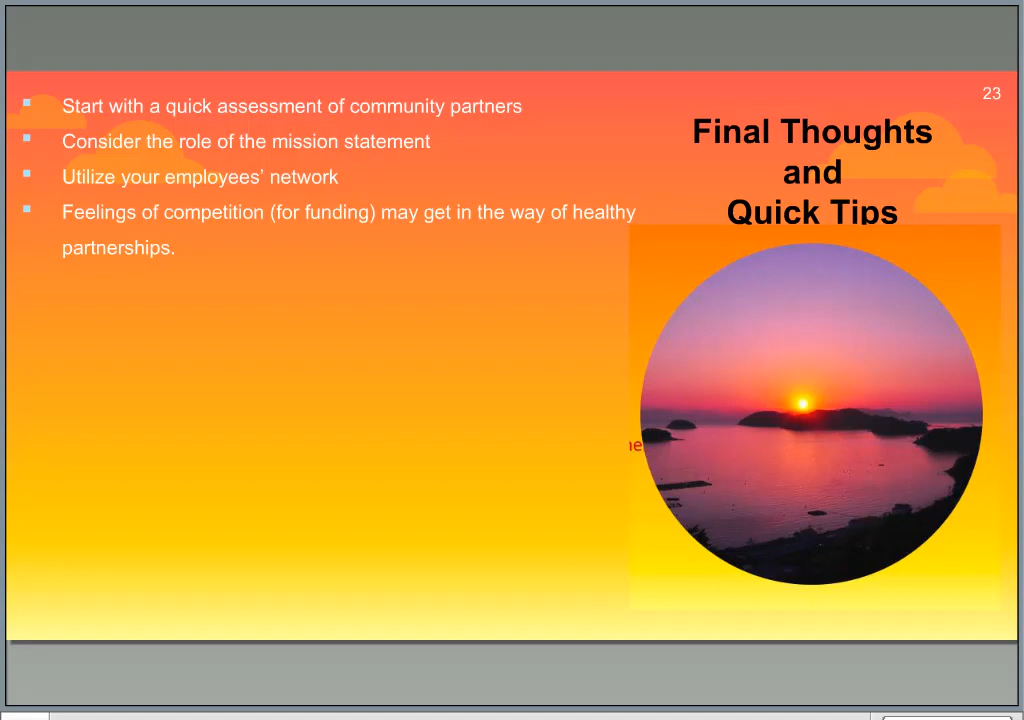 23
Final Thoughts
and
Quick Tips
▪ Start with a quick assessment of community partners
▪ Consider the role of the mission statement
▪ Utilize your employees’ network
▪ Feelings of competition (for funding) may get in the way of healthy
partnerships.